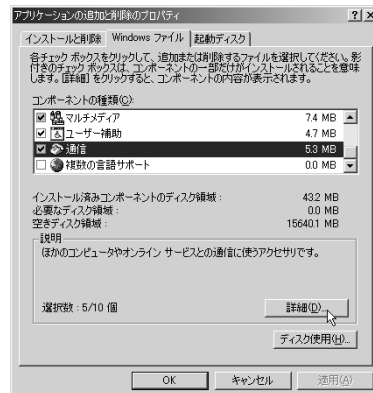 アプリケーションの追加と削除のプロパティ
インストールと削除 Windows ファイル 起動ディスク
各チェック ボックスをクリックして、追加または削除するファイルを選択してください。影
付きのチェック ボックスは、コンポーネントの一部だけがインストールされることを意味
します。[詳細] をクリックすると、コンポーネントの内容が表示されます。
コンポーネントの種類(C):
マルチメディア 7.4 MB
ユーザー補助 4.7 MB
通信 5.3 MB
複数の言語サポート 0.0 MB
インストール済みコンポーネントのディスク領域 : 43.2 MB
必要なディスク領域 : 0.0 MB
空きディスク領域 : 15640.1 MB
説明
ほかのコンピュータやオンライン サービスとの通信に使うアクセサリです。
選択数 : 5/10 個 詳細(D)...
ディスク使用(H)...
OK キャンセル 適用(A)